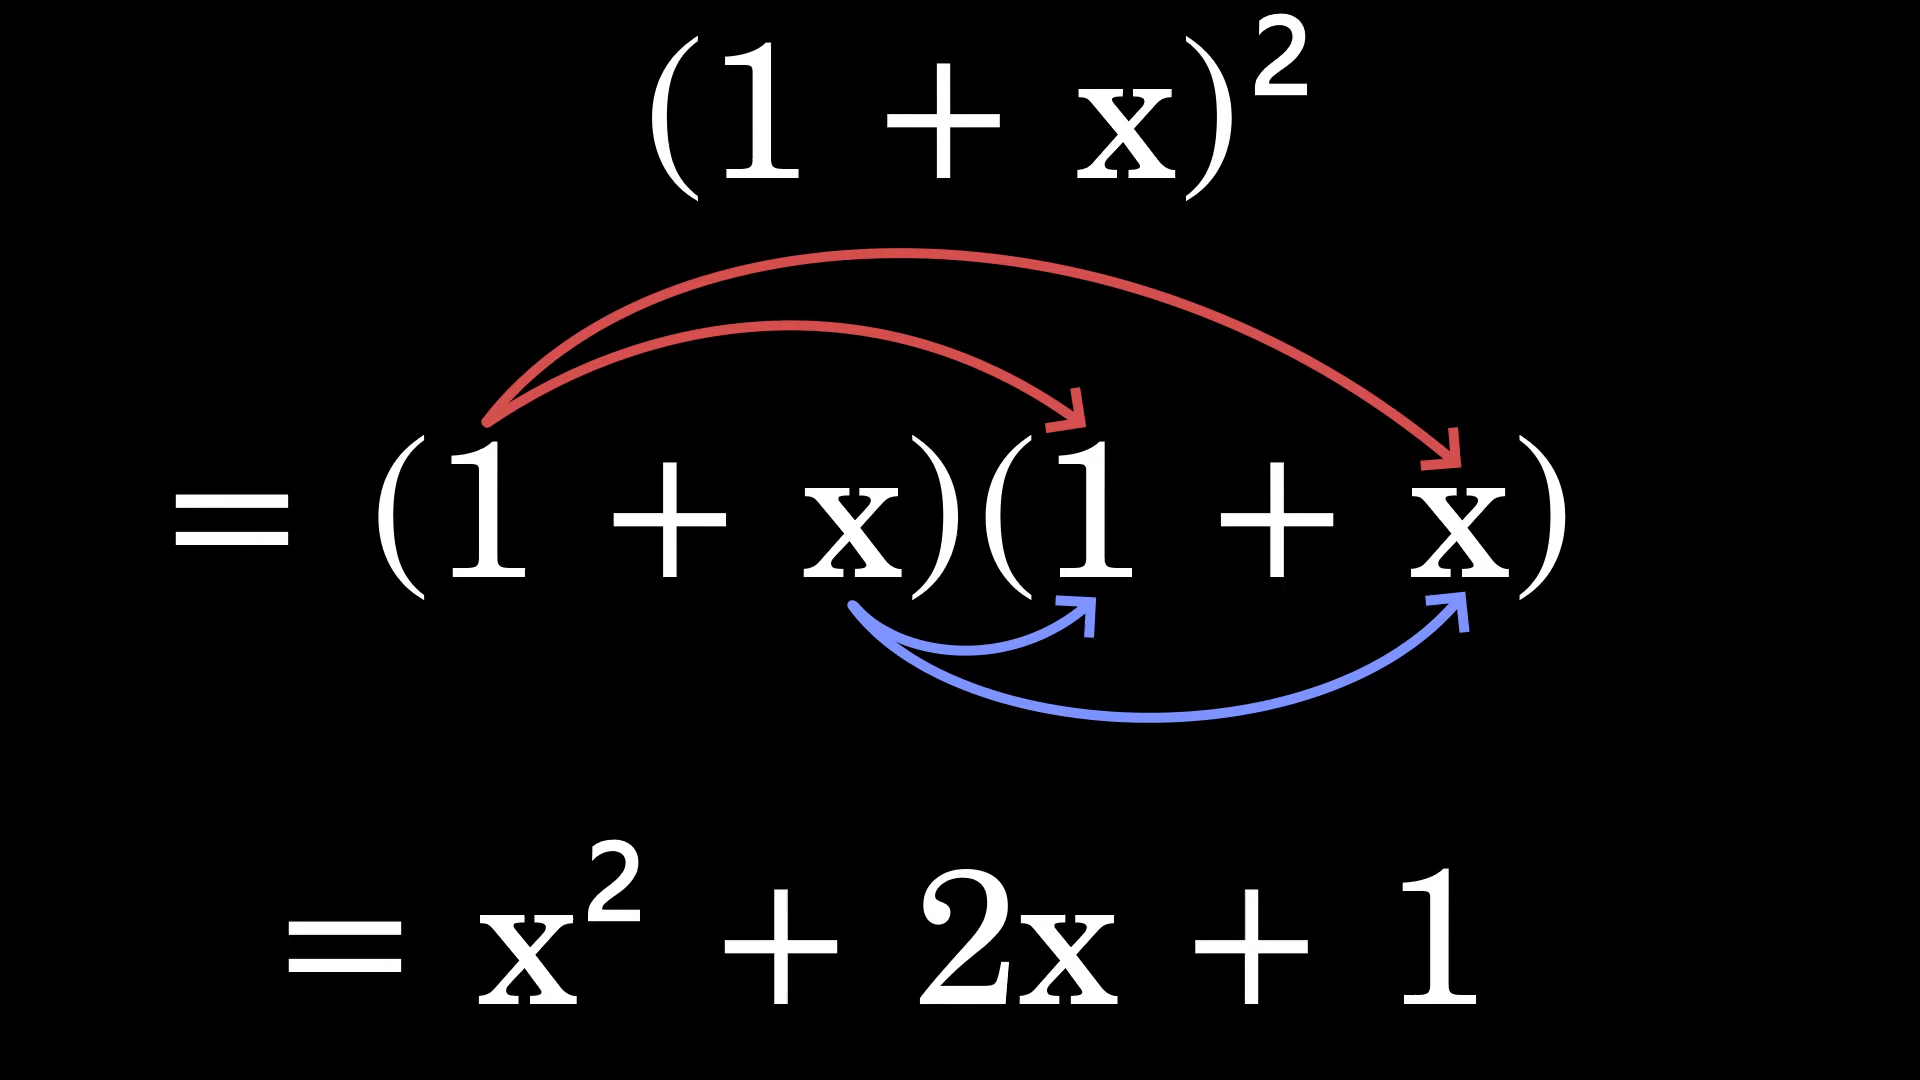 (1 + x)²
= (1 + x)(1 + x)
= x² + 2x + 1